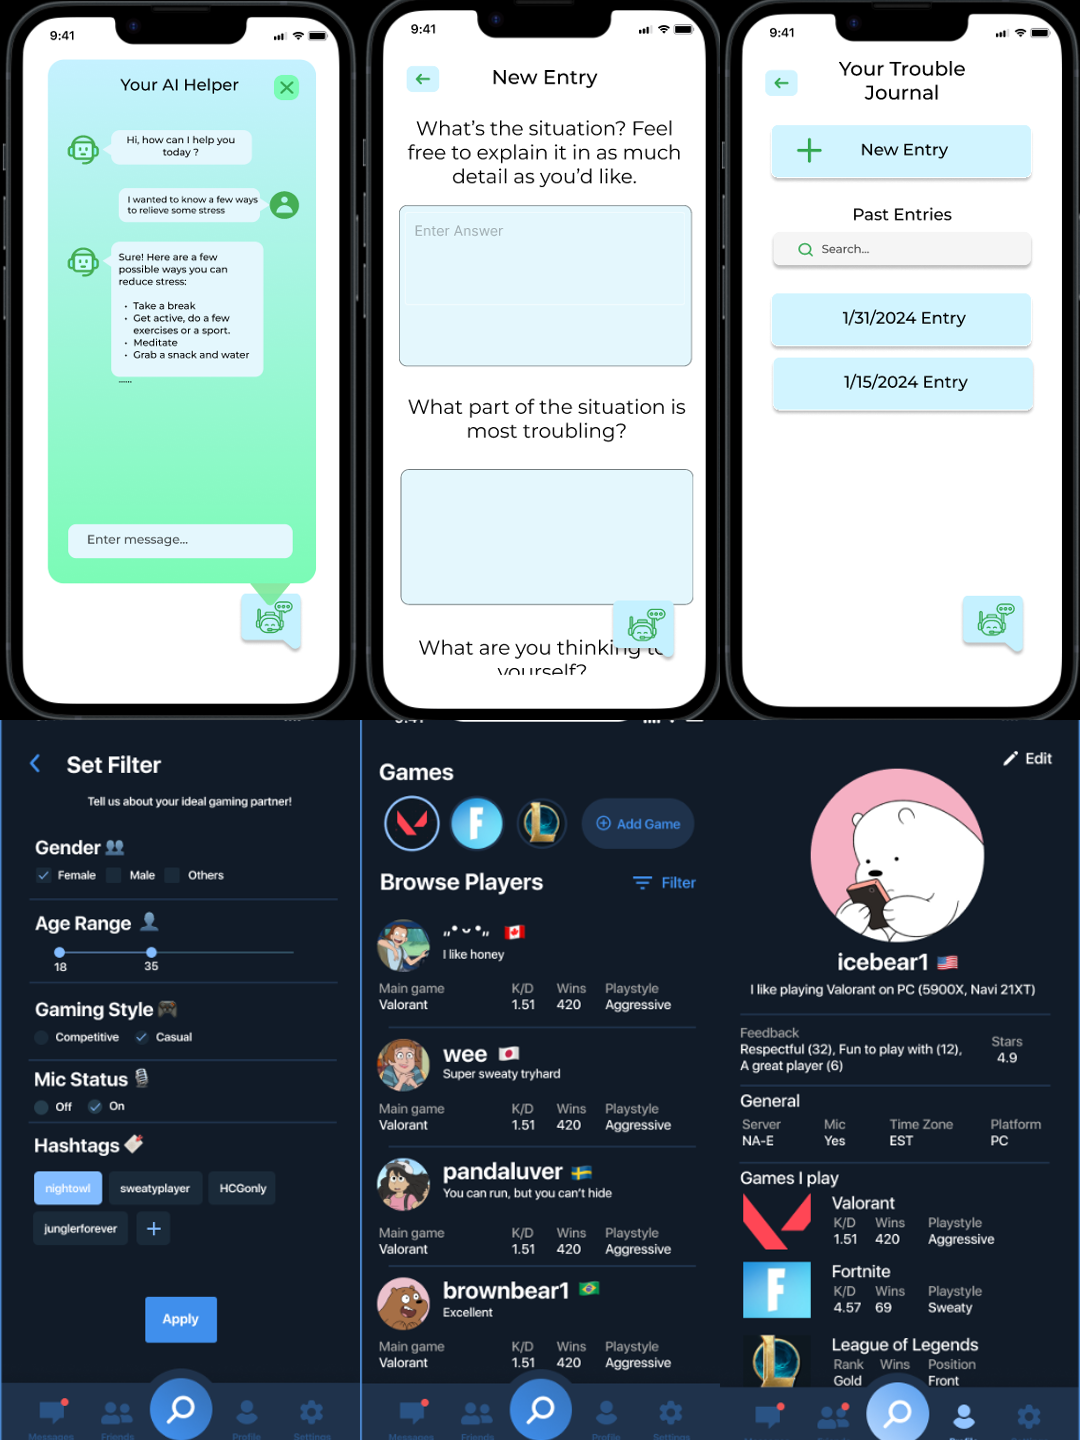 9:41
Your AI Helper
Hi, how can I help you
today ?
I wanted to know a few ways
to relieve some stress
Sure! Here are a few
possible ways you can
reduce stress:
• Take a break
• Get active, do a few
exercises or a sport.
• Meditate
• Grab a snack and water
......
Enter message...
9:41
New Entry
What's the situation? Feel
free to explain it in as much
detail as you'd like.
Enter Answer
What part of the situation is
most troubling?
What are you thinking to
yourself?
9:41
Your Trouble
Journal
New Entry
Past Entries
Search...
1/31/2024 Entry
1/15/2024 Entry
Set Filter
Tell us about your ideal gaming partner!
Gender
Female Male Others
Age Range
18 35
Gaming Style
Competitive Casual
Mic Status
Off On
Hashtags
nightowl sweatyplayer HCGonly
junglerforever
Apply
Messages Friends Profile Settings
9:41
Games
Add Game
Browse Players
Filter
„• ᴗ •„
I like honey
Main game K/D Wins Playstyle
Valorant 1.51 420 Aggressive
wee
Super sweaty tryhard
Main game K/D Wins Playstyle
Valorant 1.51 420 Aggressive
pandaluver
You can run, but you can't hide
Main game K/D Wins Playstyle
Valorant 1.51 420 Aggressive
brownbear1
Excellent
Main game K/D Wins Playstyle
Valorant 1.51 420 Aggressive
Messages Friends Profile Settings
Edit
icebear1
I like playing Valorant on PC (5900X, Navi 21XT)
Feedback
Respectful (32), Fun to play with (12),
A great player (6)
Stars
4.9
General
Server Mic Time Zone Platform
NA-E Yes EST PC
Games I play
Valorant
K/D Wins Playstyle
1.51 420 Aggressive
Fortnite
K/D Wins Playstyle
4.57 69 Sweaty
League of Legends
Rank Wins Position
Gold Front
Profile